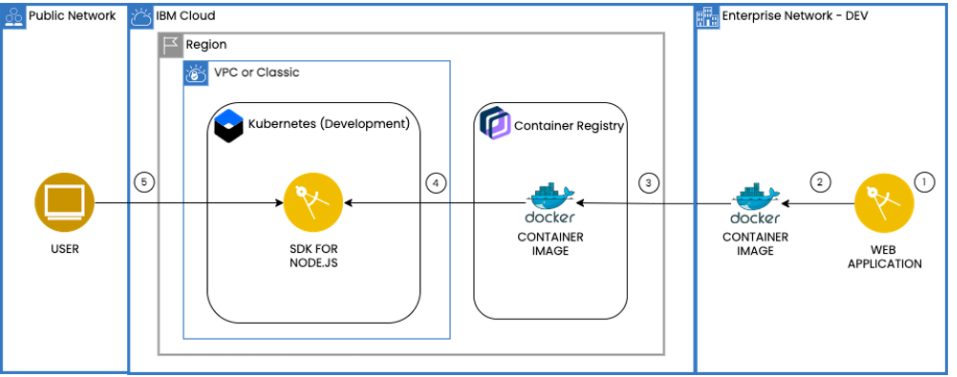 Public Network
IBM Cloud
Enterprise Network - DEV
Region
VPC or Classic
Kubernetes (Development)
Container Registry
5
4
3
2
1
docker
docker
USER
SDK FOR
NODE.JS
CONTAINER
IMAGE
CONTAINER
IMAGE
WEB
APPLICATION